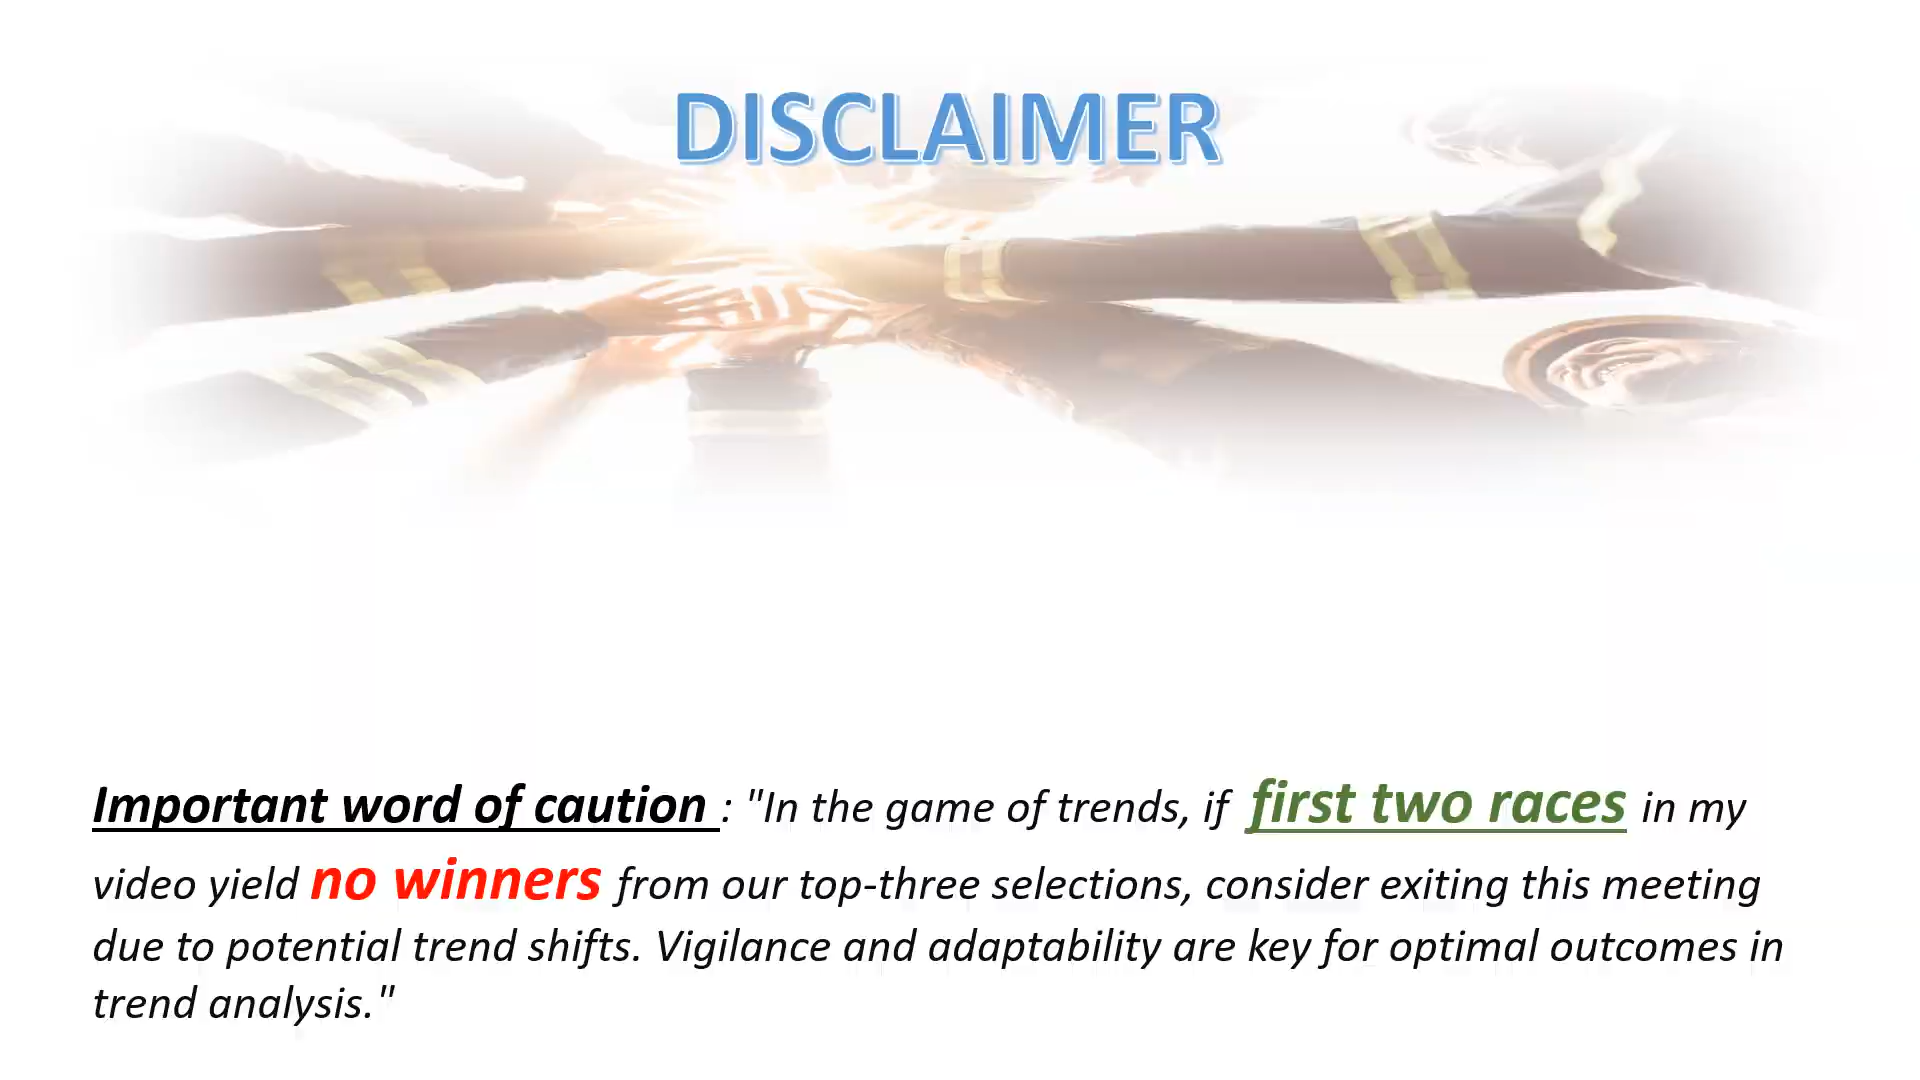 DISCLAIMER
Important word of caution : "In the game of trends, if first two races in my
video yield no winners from our top-three selections, consider exiting this meeting
due to potential trend shifts. Vigilance and adaptability are key for optimal outcomes in
trend analysis."